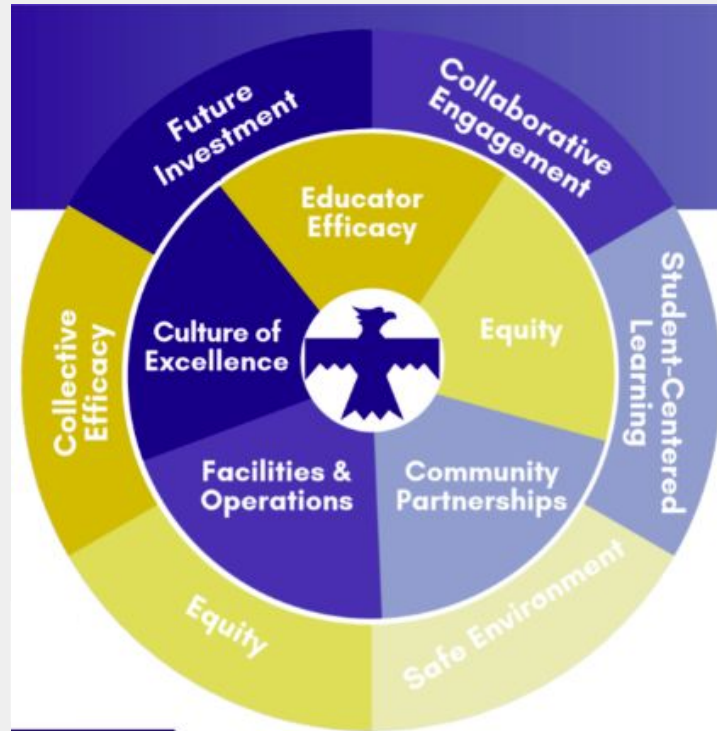 Future
Investment
Collaborative
Engagement
Student-Centered
Learning
Safe Environment
Equity
Collective
Efficacy
Educator
Efficacy
Equity
Community
Partnerships
Facilities &
Operations
Culture of
Excellence